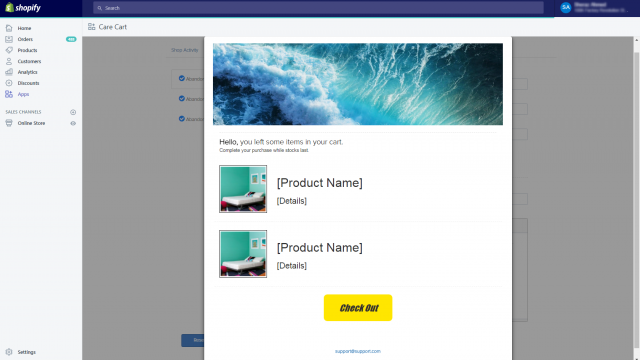 shopify
Search
SA
Home
Orders
Products
Customers
Analytics
Discounts
Apps
SALES CHANNELS
Online Store
Settings
Care Cart
Hello, you left some items in your cart.
Complete your purchase while stocks last
[Product Name]
[Details]
[Product Name]
[Details]
Check Out
support@support.com